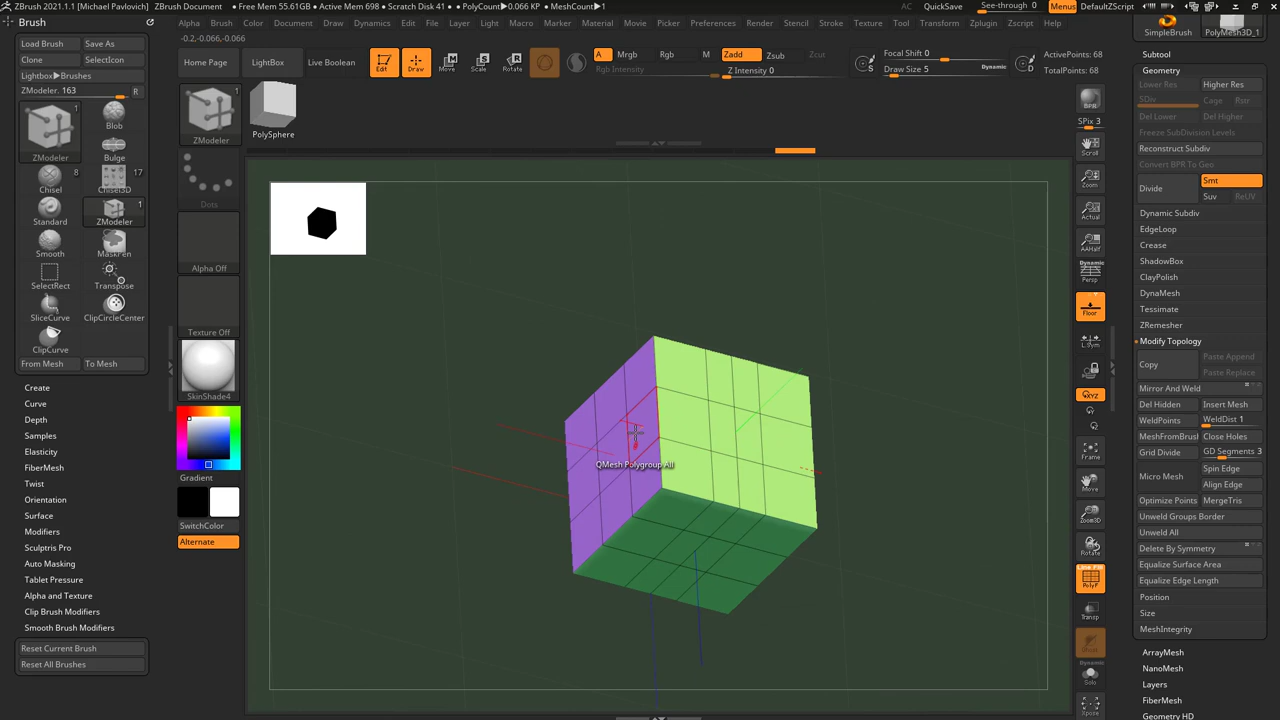 ZBrush 2021.1.1 [Michael Pavlovich] ZBrush Document • Free Mem 55.61GB • Active Mem 698 • Scratch Disk 41 • PolyCount▶0.066 KP • MeshCount▶1
AC QuickSave See-through 0 Menus DefaultZScript
Brush
Alpha Brush Color Document Draw Dynamics Edit File Layer Light Macro Marker Material Movie Picker Preferences Render Stencil Stroke Texture Tool Transform Zplugin Zscript Help
-0.2,-0.066,-0.066
Load Brush Save As
Clone SelectIcon
Lightbox▶Brushes
ZModeler. 163 R
1
ZModeler
Blob
Bulge
8
Chisel
17
Chisel3D
Standard
1
ZModeler
Smooth
MaskPen
SelectRect
Transpose
SliceCurve
ClipCircleCenter
ClipCurve
From Mesh To Mesh
Create
Curve
Depth
Samples
Elasticity
FiberMesh
Twist
Orientation
Surface
Modifiers
Sculptris Pro
Auto Masking
Tablet Pressure
Alpha and Texture
Clip Brush Modifiers
Smooth Brush Modifiers
Reset Current Brush
Reset All Brushes
Home Page LightBox Live Boolean
Edit Draw Move Scale Rotate
A Mrgb Rgb M Zadd Zsub Zcut
Rgb Intensity Z Intensity 0
S
Focal Shift 0
Draw Size 5 Dynamic
D
ActivePoints: 68
TotalPoints: 68
1
ZModeler
PolySphere
Dots
Alpha Off
Texture Off
SkinShade4
Gradient
SwitchColor
Alternate
QMesh Polygroup All
BPR
SPix 3
Scroll
Zoom
Actual
AAHalf
Dynamic
Persp
Floor
L.Sym
XYZ
Frame
Move
Zoom3D
Rotate
Line Fill
PolyF
Transp
Ghost
Dynamic
Solo
Xpose
SimpleBrush PolyMesh3D_1
Subtool
Geometry
Lower Res Higher Res
SDiv Cage Rstr
Del Lower Del Higher
Freeze SubDivision Levels
Reconstruct Subdiv
Convert BPR To Geo
Divide Smt
Suv ReUV
Dynamic Subdiv
EdgeLoop
Crease
ShadowBox
ClayPolish
DynaMesh
Tessimate
ZRemesher
Modify Topology
Copy Paste Append
Paste Replace
Mirror And Weld
Del Hidden Insert Mesh
WeldPoints WeldDist 1
MeshFromBrush Close Holes
Grid Divide GD Segments 3
Micro Mesh Spin Edge
Align Edge
Optimize Points MergeTris
Unweld Groups Border
Unweld All
Delete By Symmetry
Equalize Surface Area
Equalize Edge Length
Position
Size
MeshIntegrity
ArrayMesh
NanoMesh
Layers
FiberMesh
Geometry HD